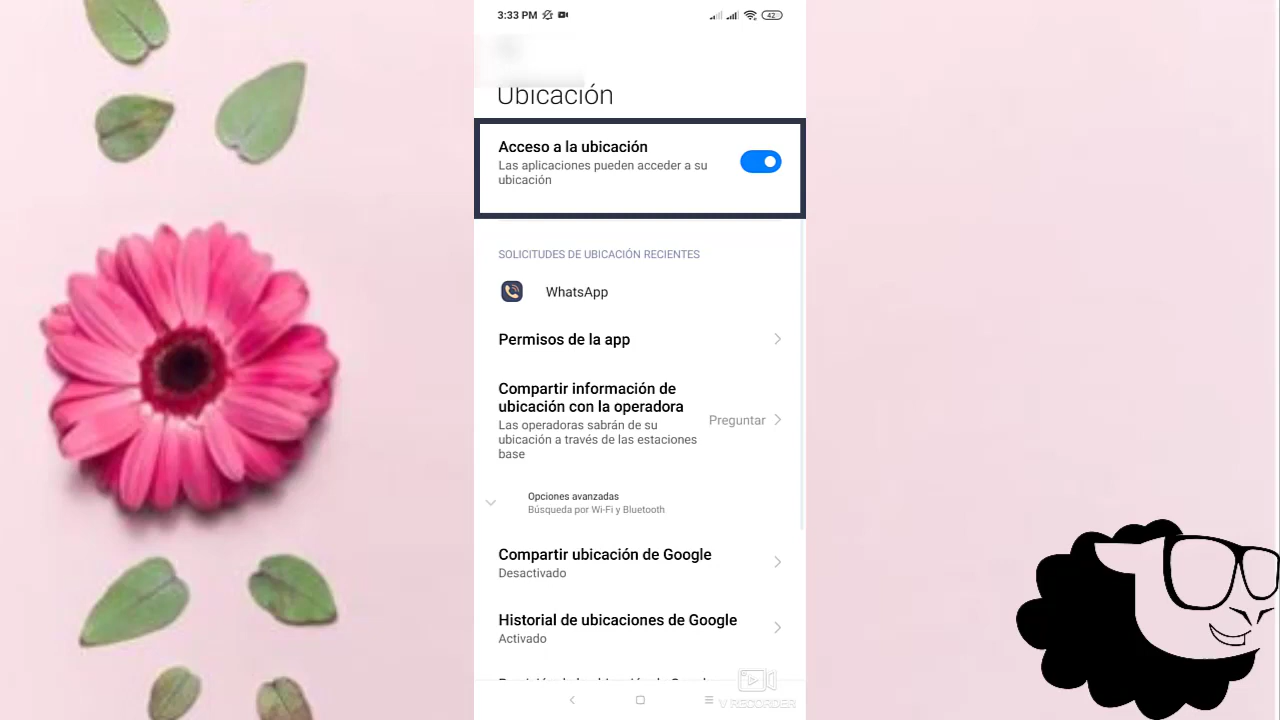 3:33 PM
42
Ubicación
Acceso a la ubicación
Las aplicaciones pueden acceder a su
ubicación
SOLICITUDES DE UBICACIÓN RECIENTES
WhatsApp
Permisos de la app
Compartir información de
ubicación con la operadora
Preguntar
Las operadoras sabrán de su
ubicación a través de las estaciones
base
Opciones avanzadas
Búsqueda por Wi-Fi y Bluetooth
Compartir ubicación de Google
Desactivado
Historial de ubicaciones de Google
Activado
V RECORDER